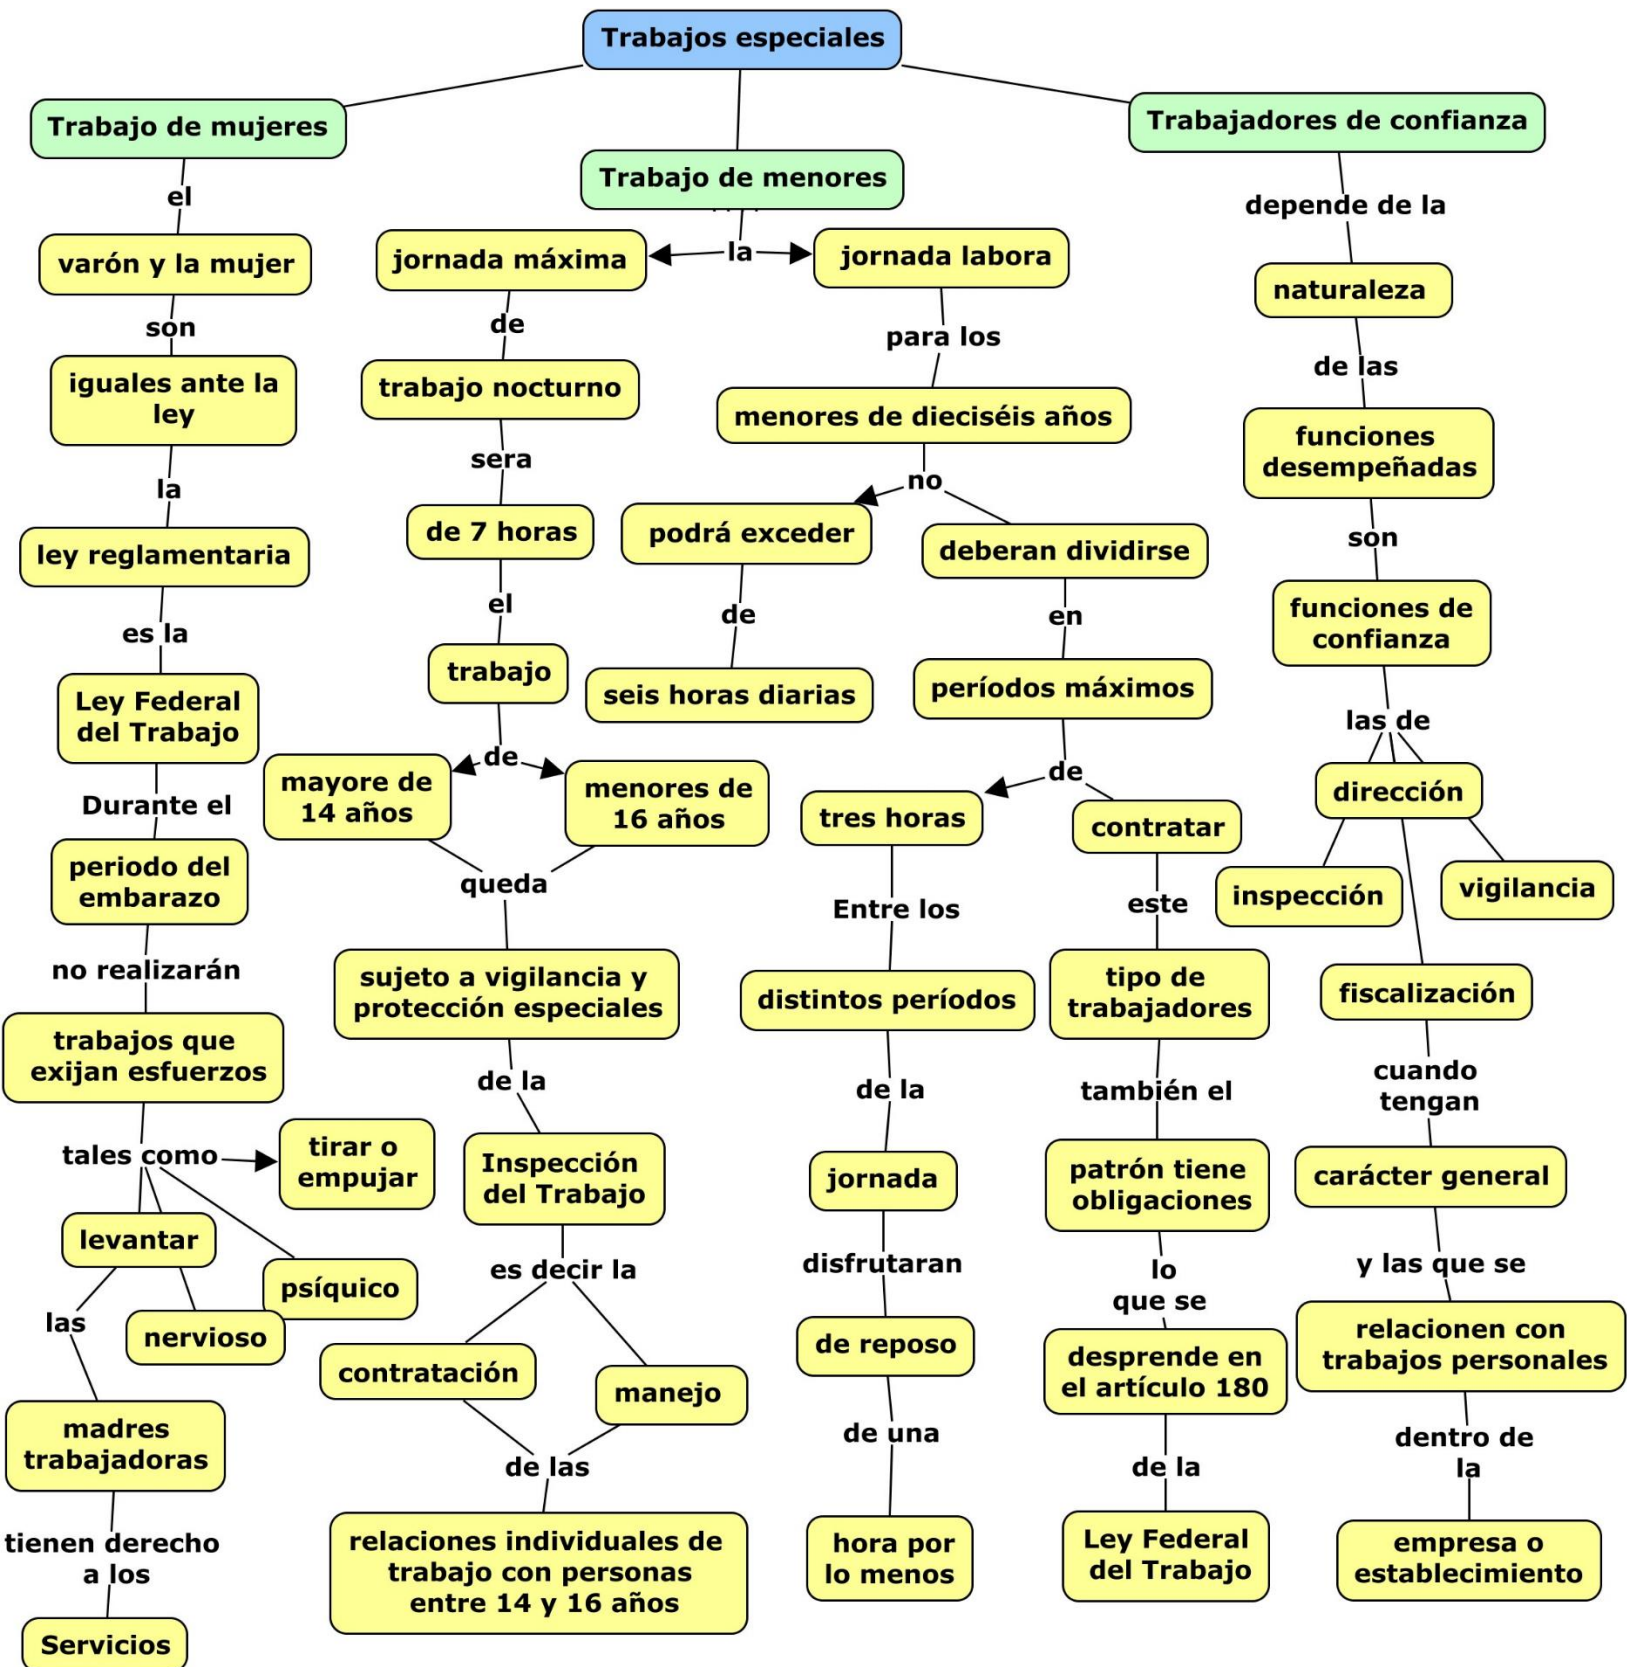 Trabajos especiales
Trabajo de mujeres
el
varón y la mujer
son
iguales ante la
ley
la
ley reglamentaria
es la
Ley Federal
del Trabajo
Durante el
periodo del
embarazo
no realizarán
trabajos que
exijan esfuerzos
tales como
tirar o
empujar
levantar
psíquico
nervioso
las
madres
trabajadoras
tienen derecho
a los
Servicios
Trabajo de menores
la
jornada máxima
de
trabajo nocturno
sera
de 7 horas
el
trabajo
de
mayore de
14 años
menores de
16 años
queda
sujeto a vigilancia y
protección especiales
de la
Inspección
del Trabajo
es decir la
contratación
manejo
de las
relaciones individuales de
trabajo con personas
entre 14 y 16 años
jornada labora
para los
menores de dieciséis años
no
podrá exceder
de
seis horas diarias
deberan dividirse
en
períodos máximos
de
tres horas
Entre los
distintos períodos
de la
jornada
disfrutaran
de reposo
de una
hora por
lo menos
contratar
este
tipo de
trabajadores
también el
patrón tiene
obligaciones
lo
que se
desprende en
el artículo 180
de la
Ley Federal
del Trabajo
Trabajadores de confianza
depende de la
naturaleza
de las
funciones
desempeñadas
son
funciones de
confianza
las de
dirección
inspección
vigilancia
fiscalización
cuando
tengan
carácter general
y las que se
relacionen con
trabajos personales
dentro de
la
empresa o
establecimiento